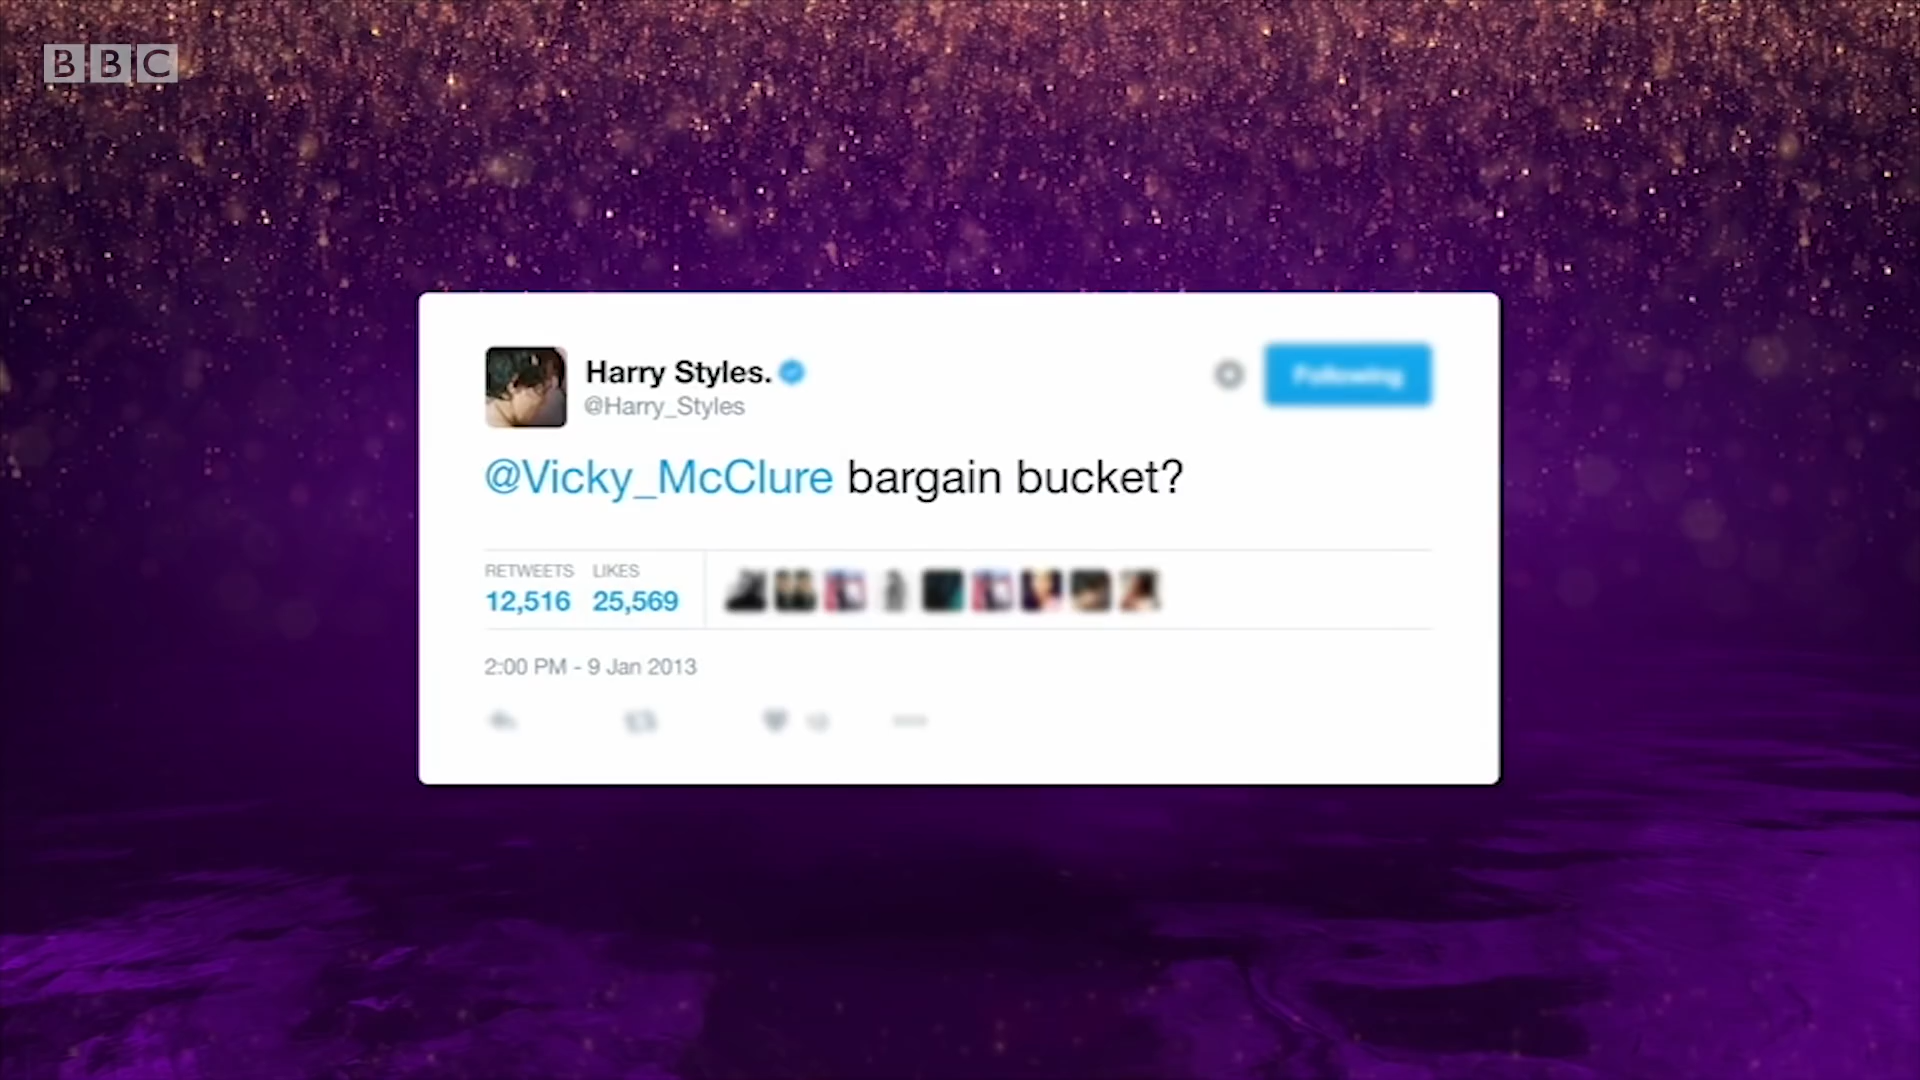 BBC
Harry Styles.
@Harry_Styles
Following
@Vicky_McClure bargain bucket?
RETWEETS LIKES
12,516 25,569
2:00 PM - 9 Jan 2013